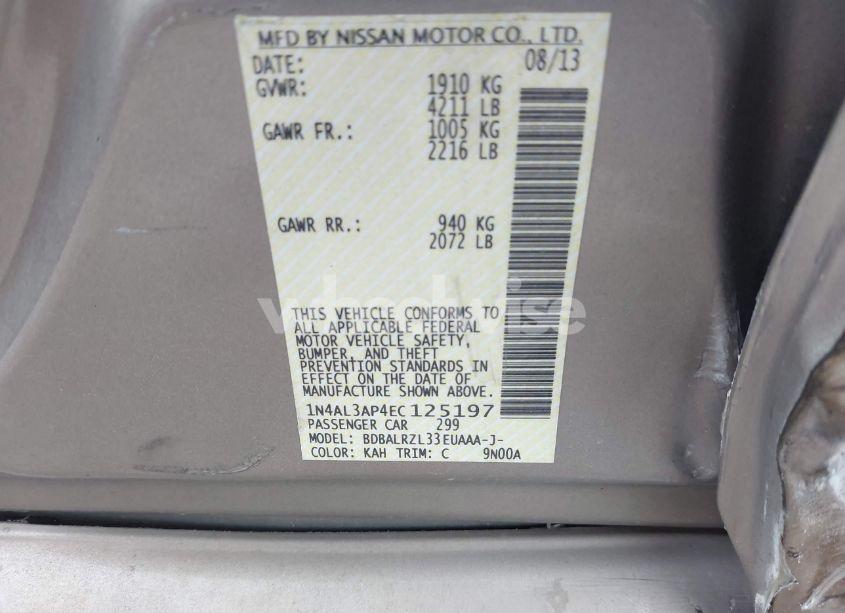 MFD BY NISSAN MOTOR CO., LTD.
DATE: 08/13
GVWR: 1910 KG
4211 LB
GAWR FR.: 1005 KG
2216 LB
GAWR RR.: 940 KG
2072 LB
wheelwise
THIS VEHICLE CONFORMS TO
ALL APPLICABLE FEDERAL
MOTOR VEHICLE SAFETY,
BUMPER, AND THEFT
PREVENTION STANDARDS IN
EFFECT ON THE DATE OF
MANUFACTURE SHOWN ABOVE.
1N4AL3AP4EC125197
PASSENGER CAR 299
MODEL: BDBALRZL33EUAAA-J-
COLOR: KAH TRIM: C 9N00A